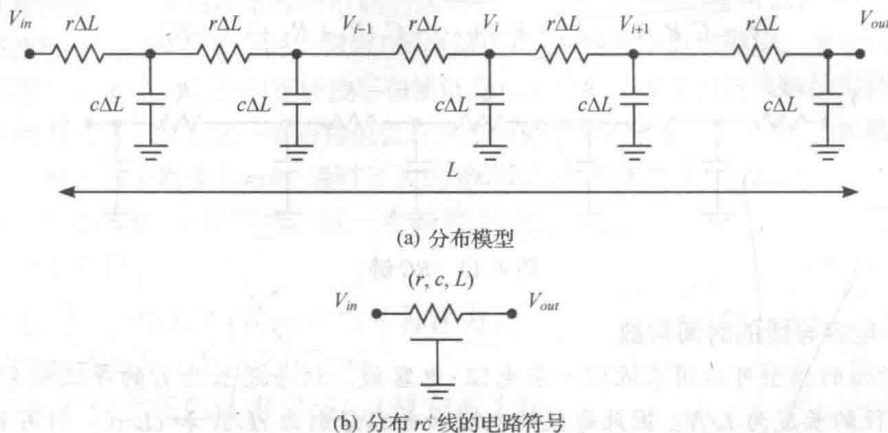 V_in rΔL rΔL V_i-1 rΔL V_i rΔL V_i+1 rΔL V_out
cΔL cΔL cΔL cΔL cΔL
L
(a) 分布模型
(r, c, L)
V_in V_out
(b) 分布 rc 线的电路符号